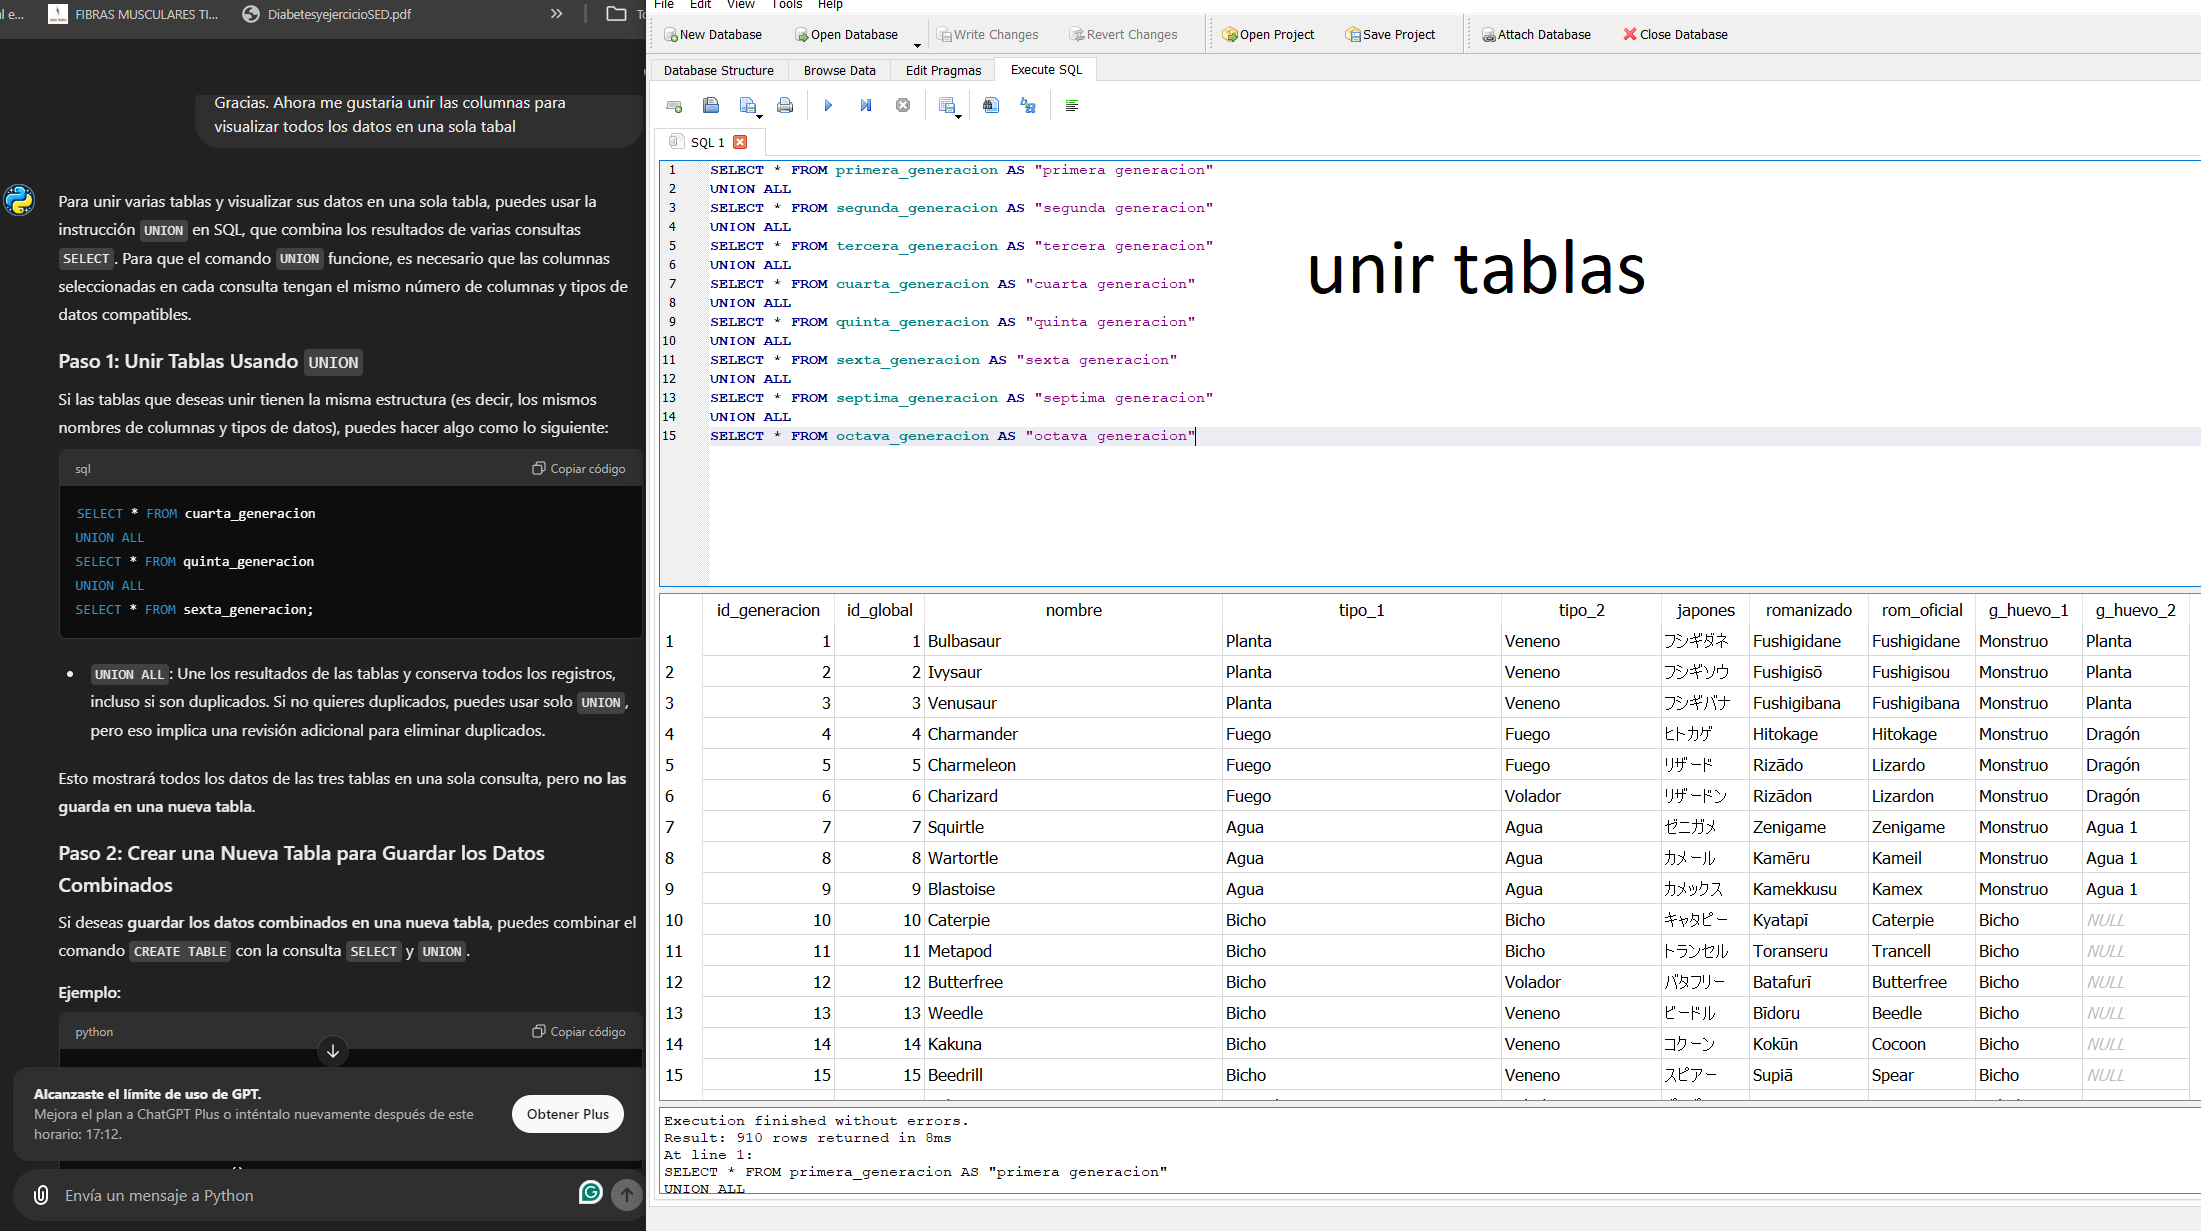 FIBRAS MUSCULARES TI...
DiabetesyejercicioSED.pdf
Gracias. Ahora me gustaria unir las columnas para
visualizar todos los datos en una sola tabal
Para unir varias tablas y visualizar sus datos en una sola tabla, puedes usar la
instrucción UNION en SQL, que combina los resultados de varias consultas
SELECT. Para que el comando UNION funcione, es necesario que las columnas
seleccionadas en cada consulta tengan el mismo número de columnas y tipos de
datos compatibles.
Paso 1: Unir Tablas Usando UNION
Si las tablas que deseas unir tienen la misma estructura (es decir, los mismos
nombres de columnas y tipos de datos), puedes hacer algo como lo siguiente:
sql Copiar código
SELECT * FROM cuarta_generacion
UNION ALL
SELECT * FROM quinta_generacion
UNION ALL
SELECT * FROM sexta_generacion;
• UNION ALL: Une los resultados de las tablas y conserva todos los registros,
incluso si son duplicados. Si no quieres duplicados, puedes usar solo UNION,
pero eso implica una revisión adicional para eliminar duplicados.
Esto mostrará todos los datos de las tres tablas en una sola consulta, pero no las
guarda en una nueva tabla.
Paso 2: Crear una Nueva Tabla para Guardar los Datos
Combinados
Si deseas guardar los datos combinados en una nueva tabla, puedes combinar el
comando CREATE TABLE con la consulta SELECT y UNION.
Ejemplo:
python Copiar código
Alcanzaste el límite de uso de GPT.
Mejora el plan a ChatGPT Plus o inténtalo nuevamente después de este
horario: 17:12.
Obtener Plus
Envía un mensaje a Python
File Edit View Tools Help
New Database Open Database Write Changes Revert Changes Open Project Save Project Attach Database Close Database
Database Structure Browse Data Edit Pragmas Execute SQL
SQL 1
1 SELECT * FROM primera_generacion AS "primera generacion"
2 UNION ALL
3 SELECT * FROM segunda_generacion AS "segunda generacion"
4 UNION ALL
5 SELECT * FROM tercera_generacion AS "tercera generacion"
6 UNION ALL
7 SELECT * FROM cuarta_generacion AS "cuarta generacion"
8 UNION ALL
9 SELECT * FROM quinta_generacion AS "quinta generacion"
10 UNION ALL
11 SELECT * FROM sexta_generacion AS "sexta generacion"
12 UNION ALL
13 SELECT * FROM septima_generacion AS "septima generacion"
14 UNION ALL
15 SELECT * FROM octava_generacion AS "octava generacion"
unir tablas
id_generacion id_global nombre tipo_1 tipo_2 japones romanizado rom_oficial g_huevo_1 g_huevo_2
1 1 1 Bulbasaur Planta Veneno フシギダネ Fushigidane Fushigidane Monstruo Planta
2 2 2 Ivysaur Planta Veneno フシギソウ Fushigisō Fushigisou Monstruo Planta
3 3 3 Venusaur Planta Veneno フシギバナ Fushigibana Fushigibana Monstruo Planta
4 4 4 Charmander Fuego Fuego ヒトカゲ Hitokage Hitokage Monstruo Dragón
5 5 5 Charmeleon Fuego Fuego リザード Rizādo Lizardo Monstruo Dragón
6 6 6 Charizard Fuego Volador リザードン Rizādon Lizardon Monstruo Dragón
7 7 7 Squirtle Agua Agua ゼニガメ Zenigame Zenigame Monstruo Agua 1
8 8 8 Wartortle Agua Agua カメール Kamēru Kameil Monstruo Agua 1
9 9 9 Blastoise Agua Agua カメックス Kamekkusu Kamex Monstruo Agua 1
10 10 10 Caterpie Bicho Bicho キャタピー Kyatapī Caterpie Bicho NULL
11 11 11 Metapod Bicho Bicho トランセル Toranseru Trancell Bicho NULL
12 12 12 Butterfree Bicho Volador バタフリー Batafurī Butterfree Bicho NULL
13 13 13 Weedle Bicho Veneno ビードル Bīdoru Beedle Bicho NULL
14 14 14 Kakuna Bicho Veneno コクーン Kokūn Cocoon Bicho NULL
15 15 15 Beedrill Bicho Veneno スピアー Supiā Spear Bicho NULL
Execution finished without errors.
Result: 910 rows returned in 8ms
At line 1:
SELECT * FROM primera_generacion AS "primera generacion"
UNION ALL